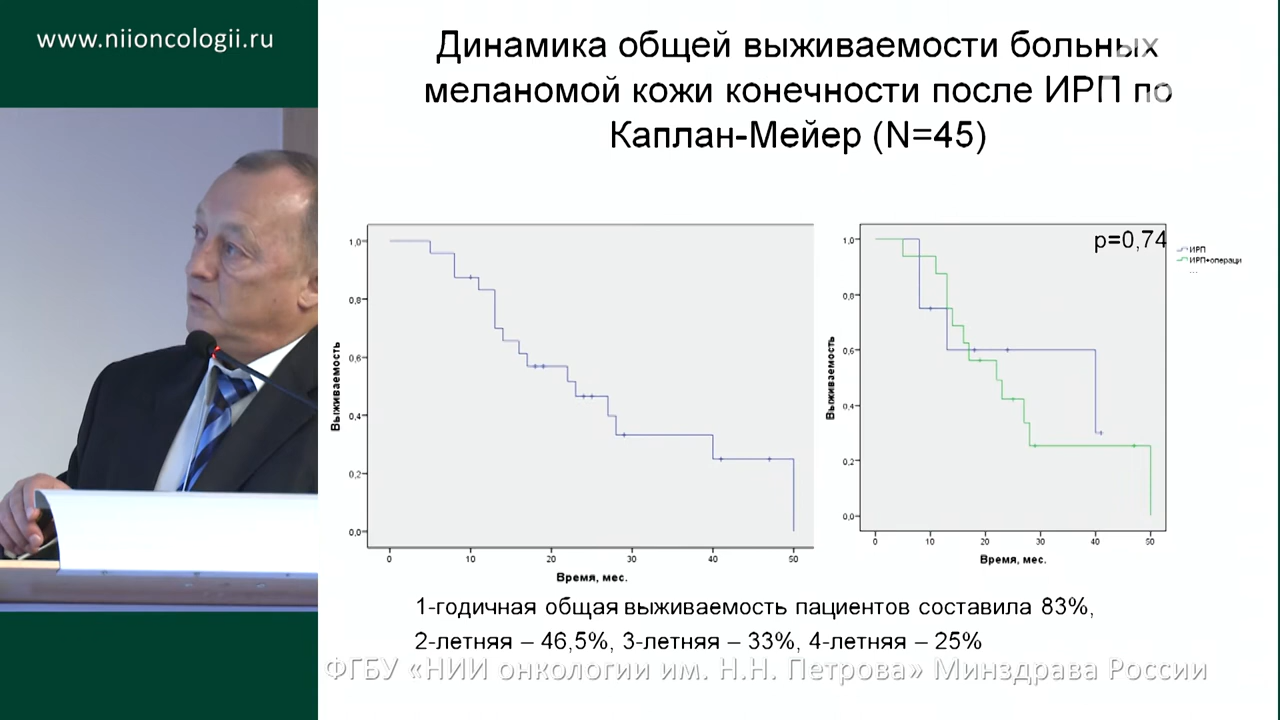 www.niioncologii.ru
Динамика общей выживаемости больных
меланомой кожи конечности после ИРП по
Каплан-Мейер (N=45)
Выживаемость
1,0
0,8
0,6
0,4
0,2
0,0
0 10 20 30 40 50
Время, мес.
p=0,74
ИРП
ИРП+операци
...
Выживаемость
1,0
0,8
0,6
0,4
0,2
0,0
0 10 20 30 40 50
Время, мес.
1-годичная общая выживаемость пациентов составила 83%,
2-летняя – 46,5%, 3-летняя – 33%, 4-летняя – 25%
ФГБУ «НИИ онкологии им. Н.Н. Петрова» Минздрава России